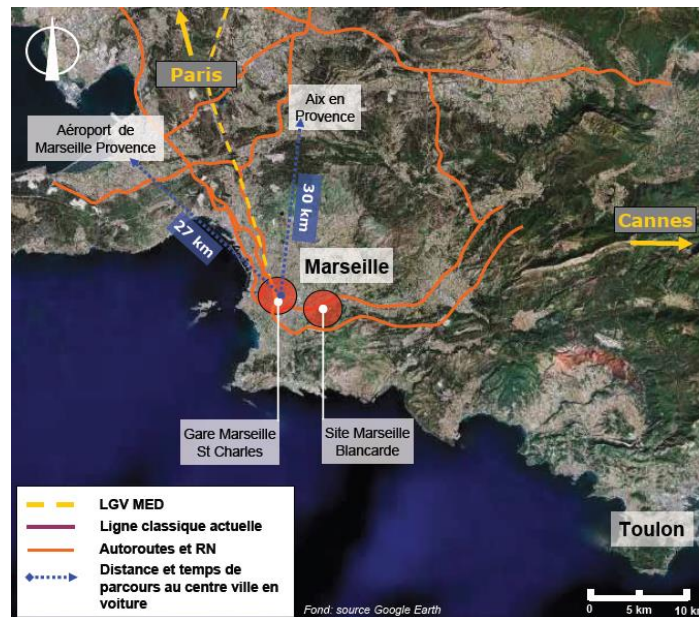 Paris
Aix en
Provence
Aéroport de
Marseille Provence
30 km
27 km
Cannes
Marseille
Gare Marseille
St Charles
Site Marseille
Blancarde
LGV MED
Ligne classique actuelle
Autoroutes et RN
Distance et temps de
parcours au centre ville en
voiture
Toulon
Fond: source Google Earth
0 5 km 10 k